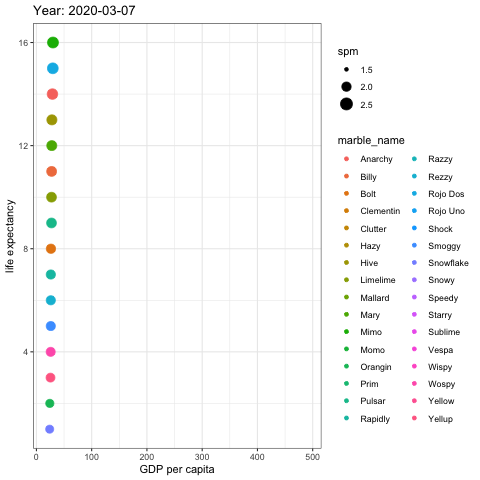 Year: 2020-03-07
16
12
8
4
life expectancy
0
100
200
300
400
500
GDP per capita
spm
1.5
2.0
2.5
marble_name
Anarchy
Billy
Bolt
Clementin
Clutter
Hazy
Hive
Limelime
Mallard
Mary
Mimo
Momo
Orangin
Prim
Pulsar
Rapidly
Razzy
Rezzy
Rojo Dos
Rojo Uno
Shock
Smoggy
Snowflake
Snowy
Speedy
Starry
Sublime
Vespa
Wispy
Wospy
Yellow
Yellup